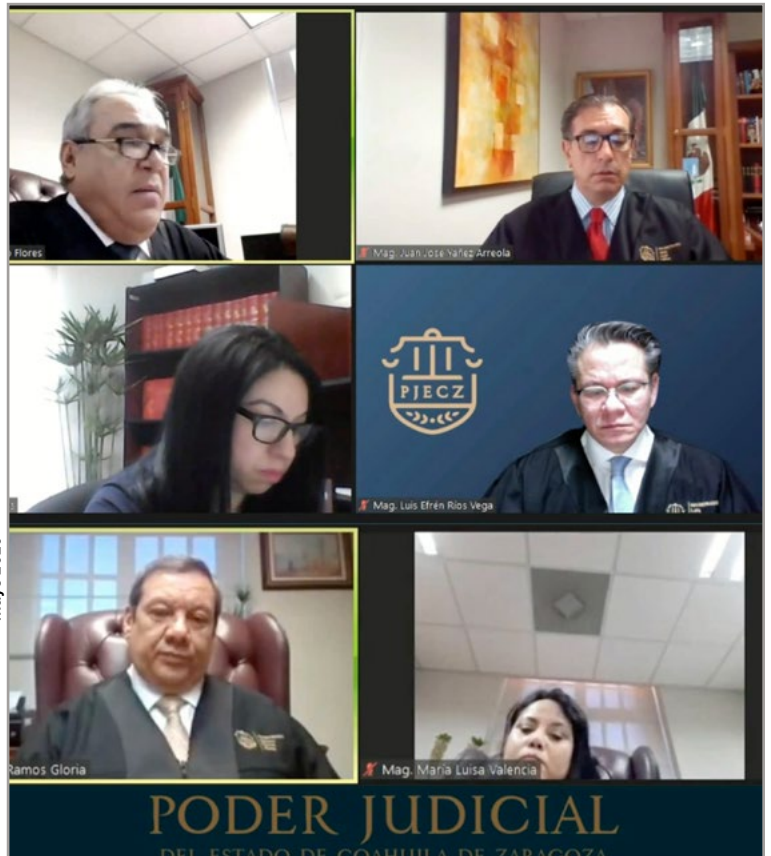 Flores
Mag. Juan José Yáñez Arreola
PJECZ
Mag. Luis Efrén Ríos Vega
Ramos Gloria
Mag. María Luisa Valencia
PODER JUDICIAL
DEL ESTADO DE COAHUILA DE ZARAGOZA